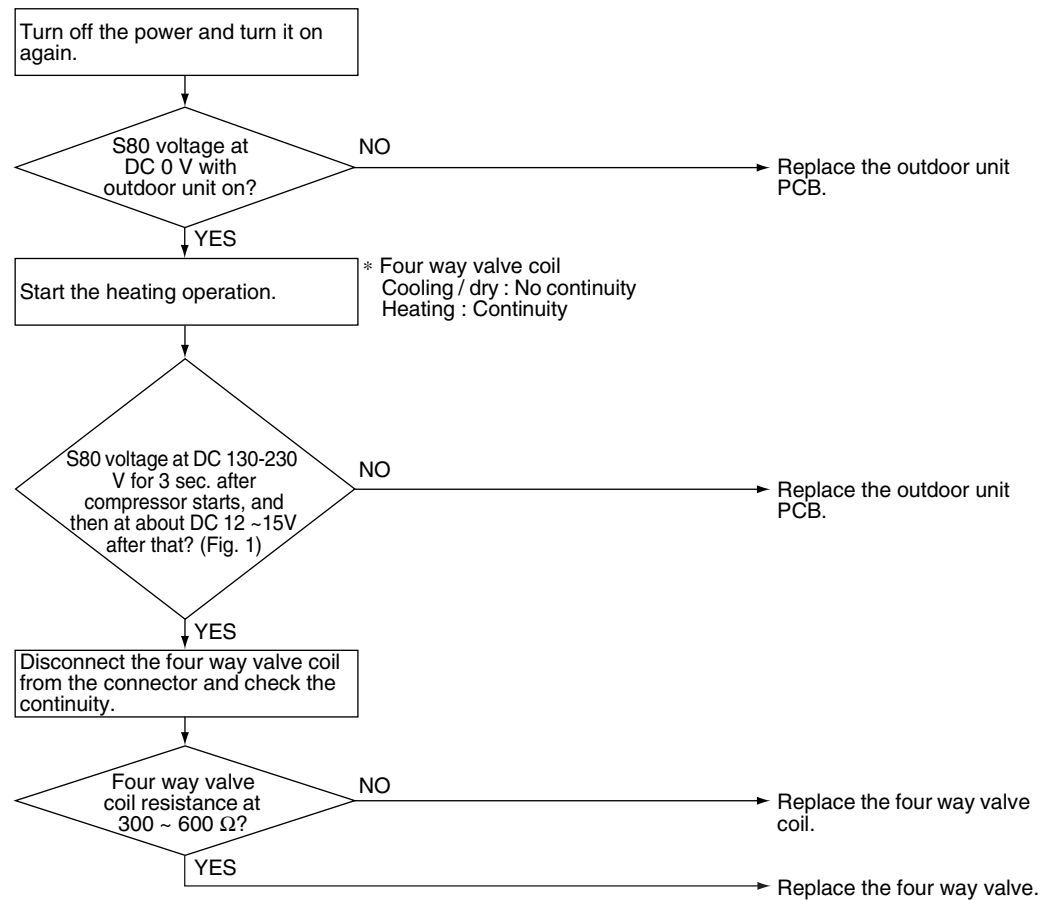 Turn off the power and turn it on
again.
S80 voltage at
DC 0 V with
outdoor unit on?
NO
Replace the outdoor unit
PCB.
YES
Start the heating operation.
* Four way valve coil
Cooling / dry : No continuity
Heating : Continuity
S80 voltage at DC 130-230
V for 3 sec. after
compressor starts, and
then at about DC 12 ~15V
after that? (Fig. 1)
NO
Replace the outdoor unit
PCB.
YES
Disconnect the four way valve coil
from the connector and check the
continuity.
Four way valve
coil resistance at
300 ~ 600 Ω?
NO
Replace the four way valve
coil.
YES
Replace the four way valve.